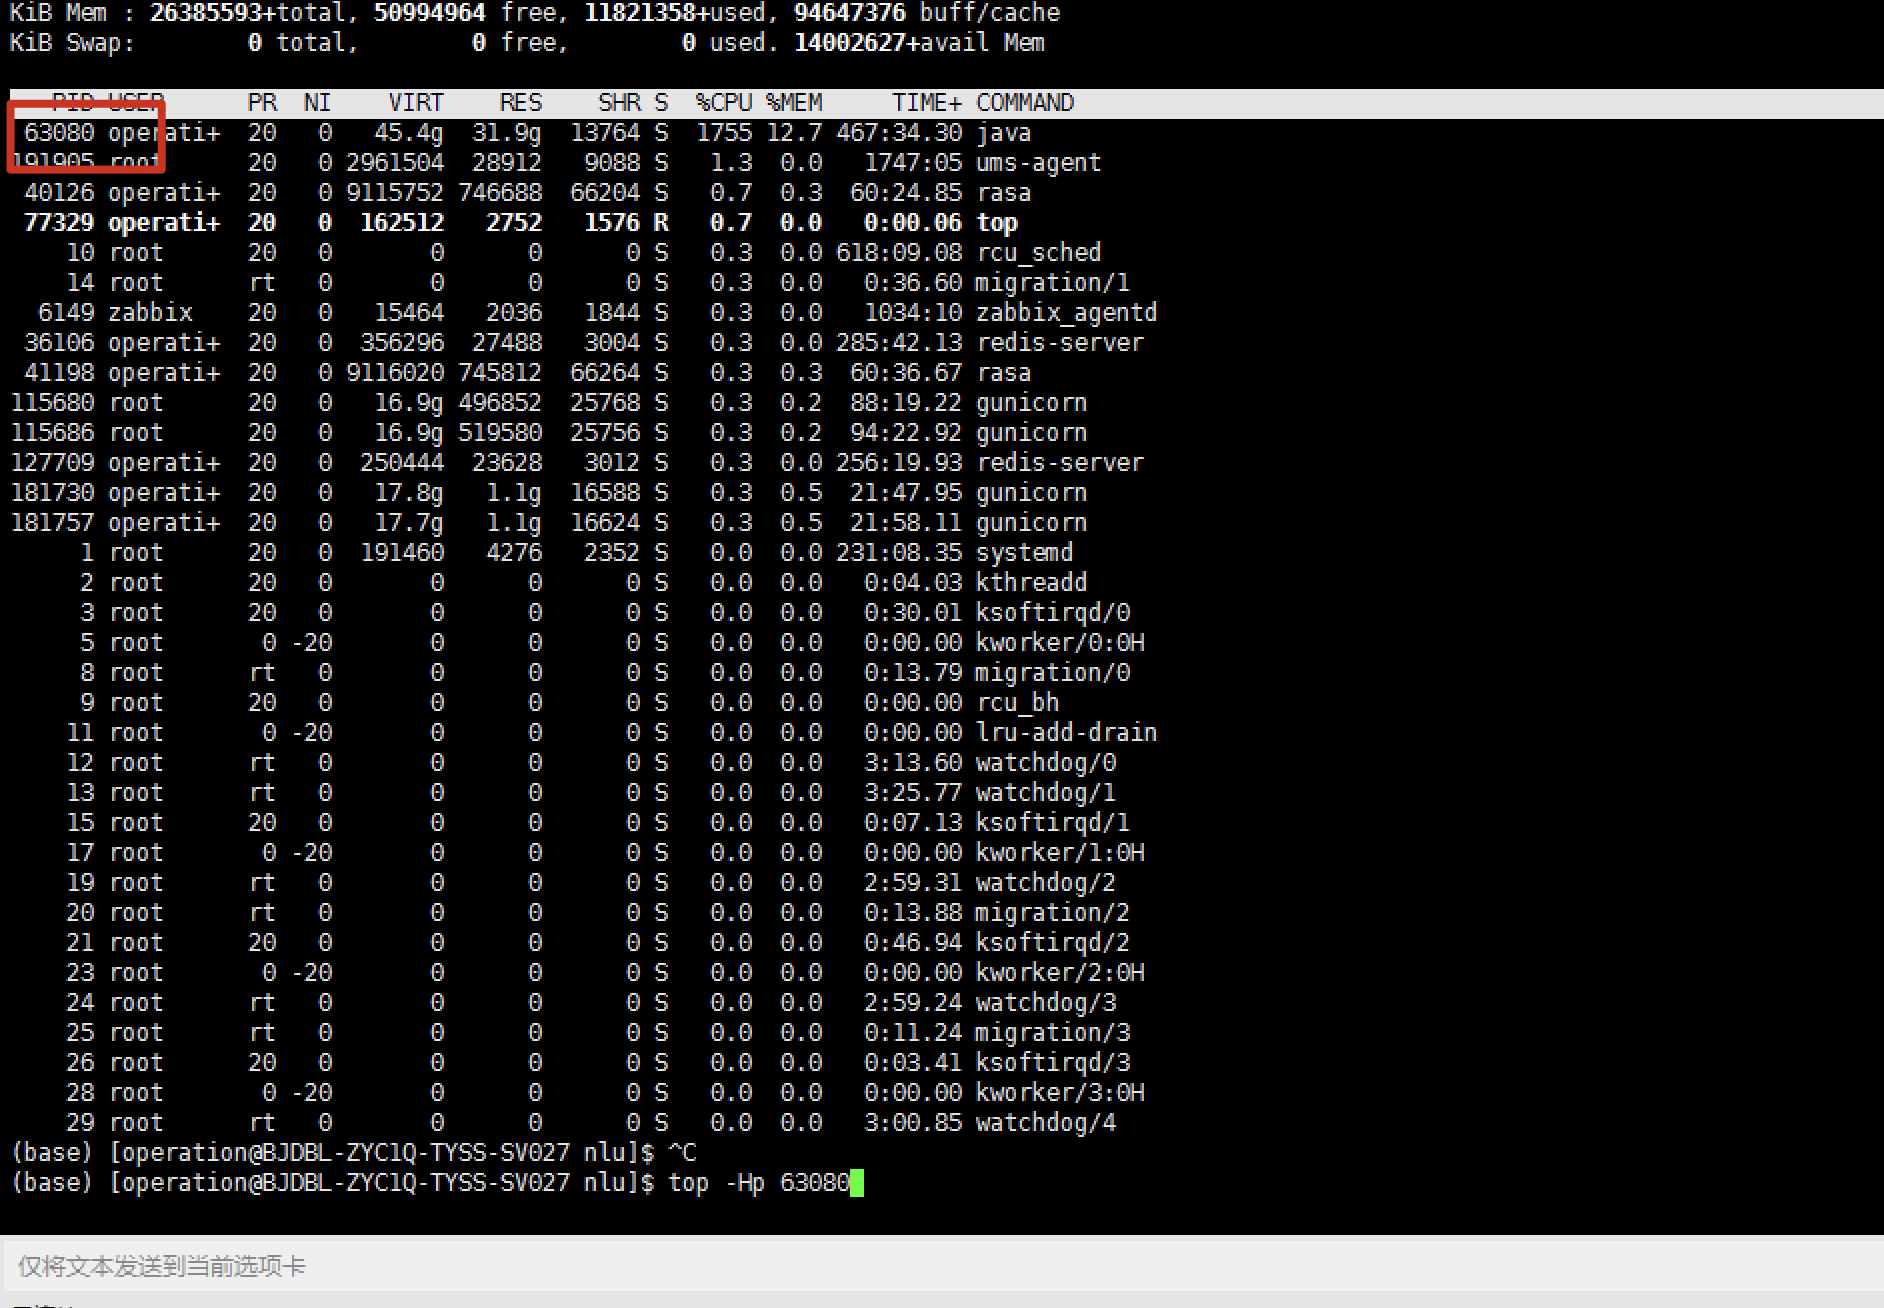 KiB Mem : 26385593+total, 50994964 free, 11821358+used, 94647376 buff/cache
KiB Swap:        0 total,        0 free,        0 used. 14002627+avail Mem
PID USER PR NI VIRT RES SHR S %CPU %MEM TIME+ COMMAND
63080 operati+ 20 0 45.4g 31.9g 13764 S 1755 12.7 467:34.30 java
191905 root 20 0 2961504 28912 9088 S 1.3 0.0 1747:05 ums-agent
40126 operati+ 20 0 9115752 746688 66204 S 0.7 0.3 60:24.85 rasa
77329 operati+ 20 0 162512 2752 1576 R 0.7 0.0 0:00.06 top
10 root 20 0 0 0 0 S 0.3 0.0 618:09.08 rcu_sched
14 root rt 0 0 0 0 S 0.3 0.0 0:36.60 migration/1
6149 zabbix 20 0 15464 2036 1844 S 0.3 0.0 1034:10 zabbix_agentd
36106 operati+ 20 0 356296 27488 3004 S 0.3 0.0 285:42.13 redis-server
41198 operati+ 20 0 9116020 745812 66264 S 0.3 0.3 60:36.67 rasa
115680 root 20 0 16.9g 496852 25768 S 0.3 0.2 88:19.22 gunicorn
115686 root 20 0 16.9g 519580 25756 S 0.3 0.2 94:22.92 gunicorn
127709 operati+ 20 0 250444 23628 3012 S 0.3 0.0 256:19.93 redis-server
181730 operati+ 20 0 17.8g 1.1g 16588 S 0.3 0.5 21:47.95 gunicorn
181757 operati+ 20 0 17.7g 1.1g 16624 S 0.3 0.5 21:58.11 gunicorn
1 root 20 0 191460 4276 2352 S 0.0 0.0 231:08.35 systemd
2 root 20 0 0 0 0 S 0.0 0.0 0:04.03 kthreadd
3 root 20 0 0 0 0 S 0.0 0.0 0:30.01 ksoftirqd/0
5 root 0 -20 0 0 0 S 0.0 0.0 0:00.00 kworker/0:0H
8 root rt 0 0 0 0 S 0.0 0.0 0:13.79 migration/0
9 root 20 0 0 0 0 S 0.0 0.0 0:00.00 rcu_bh
11 root 0 -20 0 0 0 S 0.0 0.0 0:00.00 lru-add-drain
12 root rt 0 0 0 0 S 0.0 0.0 3:13.60 watchdog/0
13 root rt 0 0 0 0 S 0.0 0.0 3:25.77 watchdog/1
15 root 20 0 0 0 0 S 0.0 0.0 0:07.13 ksoftirqd/1
17 root 0 -20 0 0 0 S 0.0 0.0 0:00.00 kworker/1:0H
19 root rt 0 0 0 0 S 0.0 0.0 2:59.31 watchdog/2
20 root rt 0 0 0 0 S 0.0 0.0 0:13.88 migration/2
21 root 20 0 0 0 0 S 0.0 0.0 0:46.94 ksoftirqd/2
23 root 0 -20 0 0 0 S 0.0 0.0 0:00.00 kworker/2:0H
24 root rt 0 0 0 0 S 0.0 0.0 2:59.24 watchdog/3
25 root rt 0 0 0 0 S 0.0 0.0 0:11.24 migration/3
26 root 20 0 0 0 0 S 0.0 0.0 0:03.41 ksoftirqd/3
28 root 0 -20 0 0 0 S 0.0 0.0 0:00.00 kworker/3:0H
29 root rt 0 0 0 0 S 0.0 0.0 3:00.85 watchdog/4
(base) [operation@BJDBL-ZYC1Q-TYSS-SV027 nlu]$ ^C
(base) [operation@BJDBL-ZYC1Q-TYSS-SV027 nlu]$ top -Hp 63080
仅将文本发送到当前选项卡